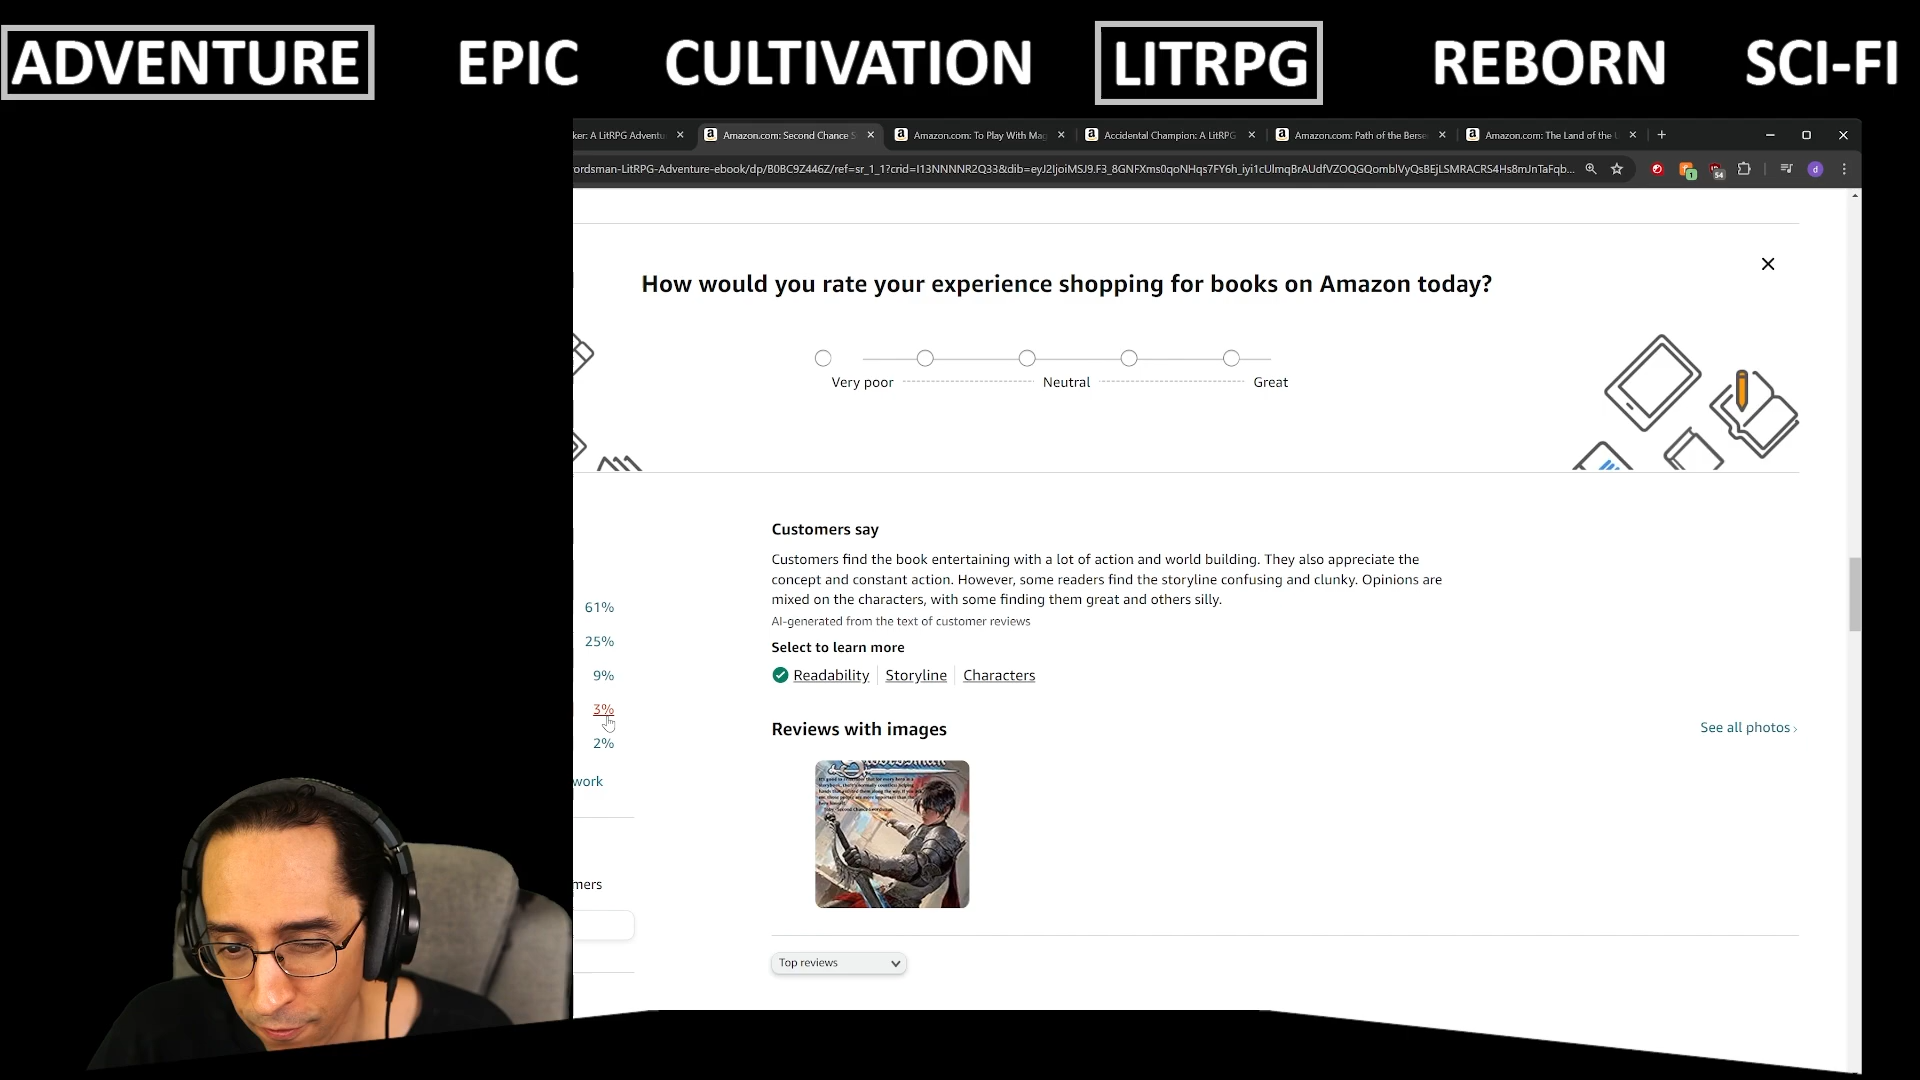 ADVENTURE EPIC CULTIVATION LITRPG REBORN SCI-FI
ker: A LitRPG Adventu Amazon.com: Second Chance S Amazon.com: To Play With Mag Accidental Champion: A LitRPG Amazon.com: Path of the Berse Amazon.com: The Land of the U
How would you rate your experience shopping for books on Amazon today?
Very poor Neutral Great
Customers say
Customers find the book entertaining with a lot of action and world building. They also appreciate the
concept and constant action. However, some readers find the storyline confusing and clunky. Opinions are
mixed on the characters, with some finding them great and others silly.
AI-generated from the text of customer reviews
Select to learn more
Readability Storyline Characters
61%
25%
9%
3%
2%
work
mers
Reviews with images
See all photos ›
Top reviews